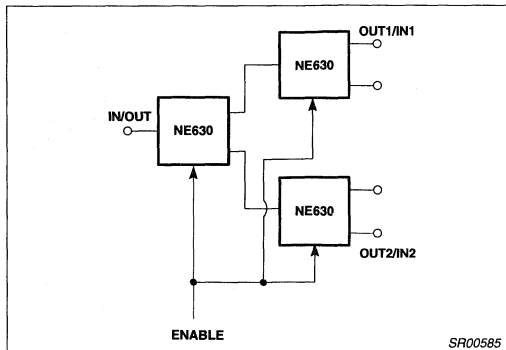 OUT1/IN1
NE630
IN/OUT
NE630
NE630
OUT2/IN2
ENABLE
SR00585